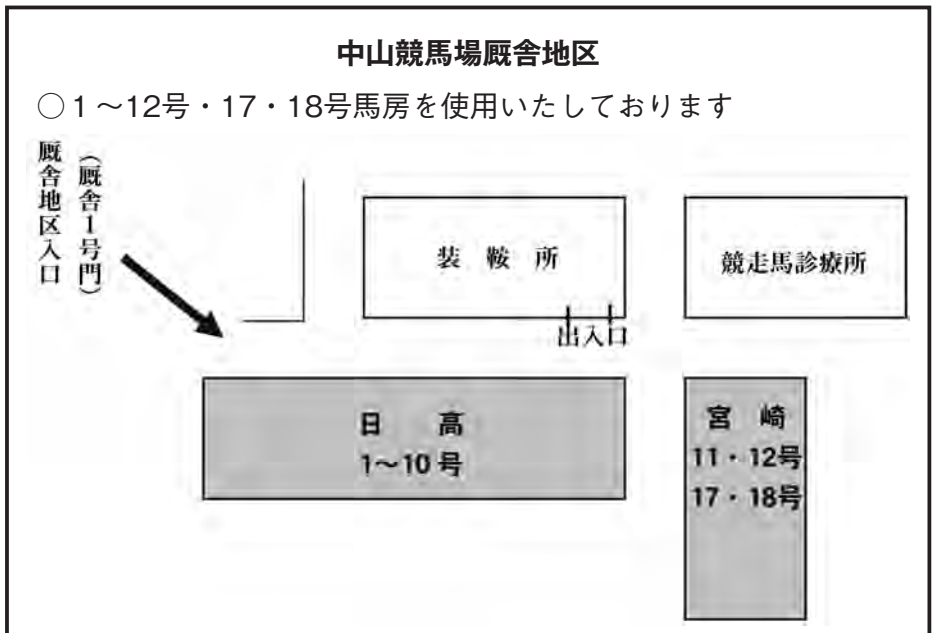 中山競馬場厩舎地区
○1～12号・17・18号馬房を使用いたしております
（厩舎1号門）
厩舎地区入口
装鞍所
競走馬診療所
出入口
日高
1～10号
宮崎
11・12号
17・18号